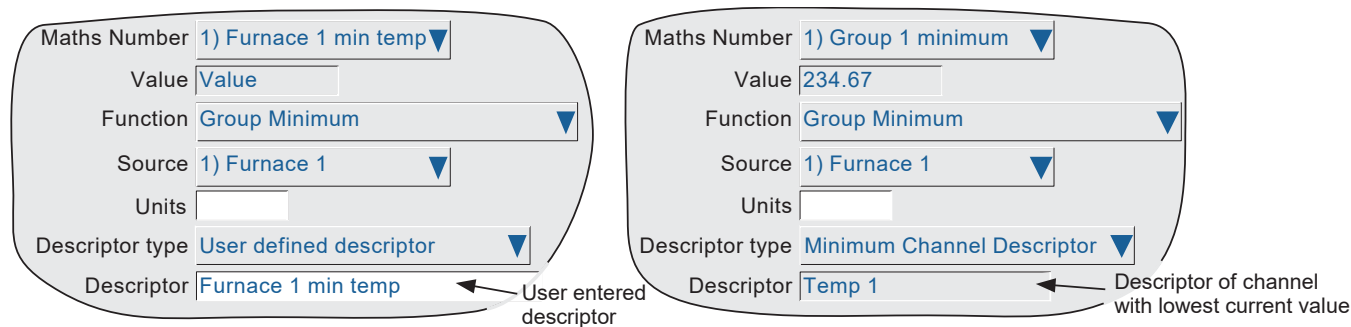 Maths Number 1) Furnace 1 min temp
Value Value
Function Group Minimum
Source 1) Furnace 1
Units
Descriptor type User defined descriptor
Descriptor Furnace 1 min temp
User entered
descriptor
Maths Number 1) Group 1 minimum
Value 234.67
Function Group Minimum
Source 1) Furnace 1
Units
Descriptor type Minimum Channel Descriptor
Descriptor Temp 1
Descriptor of channel
with lowest current value